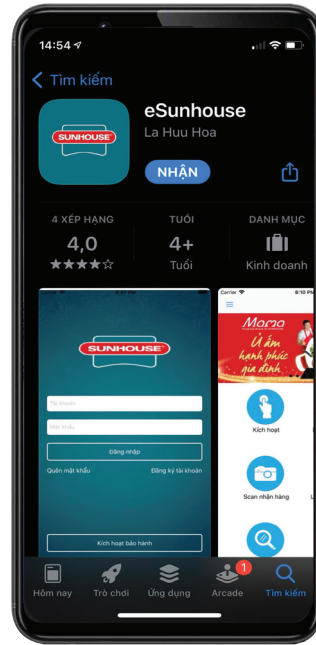 14:54
Tìm kiếm
SUNHOUSE
eSunhouse
La Huu Hoa
NHẬN
4 XẾP HẠNG
TUỔI
DANH MỤC
4,0
4+
Tuổi
Kinh doanh
SUNHOUSE
Tài khoản
Mật khẩu
Đăng nhập
Quên mật khẩu
Đăng ký tài khoản
Kích hoạt bảo hành
Carrier
8:10 PM
Mama
Ủ ấm
hạnh phúc
gia đình
Kích hoạt
Scan nhận hàng
Hôm nay
Trò chơi
Ứng dụng
Arcade
1
Tìm kiếm